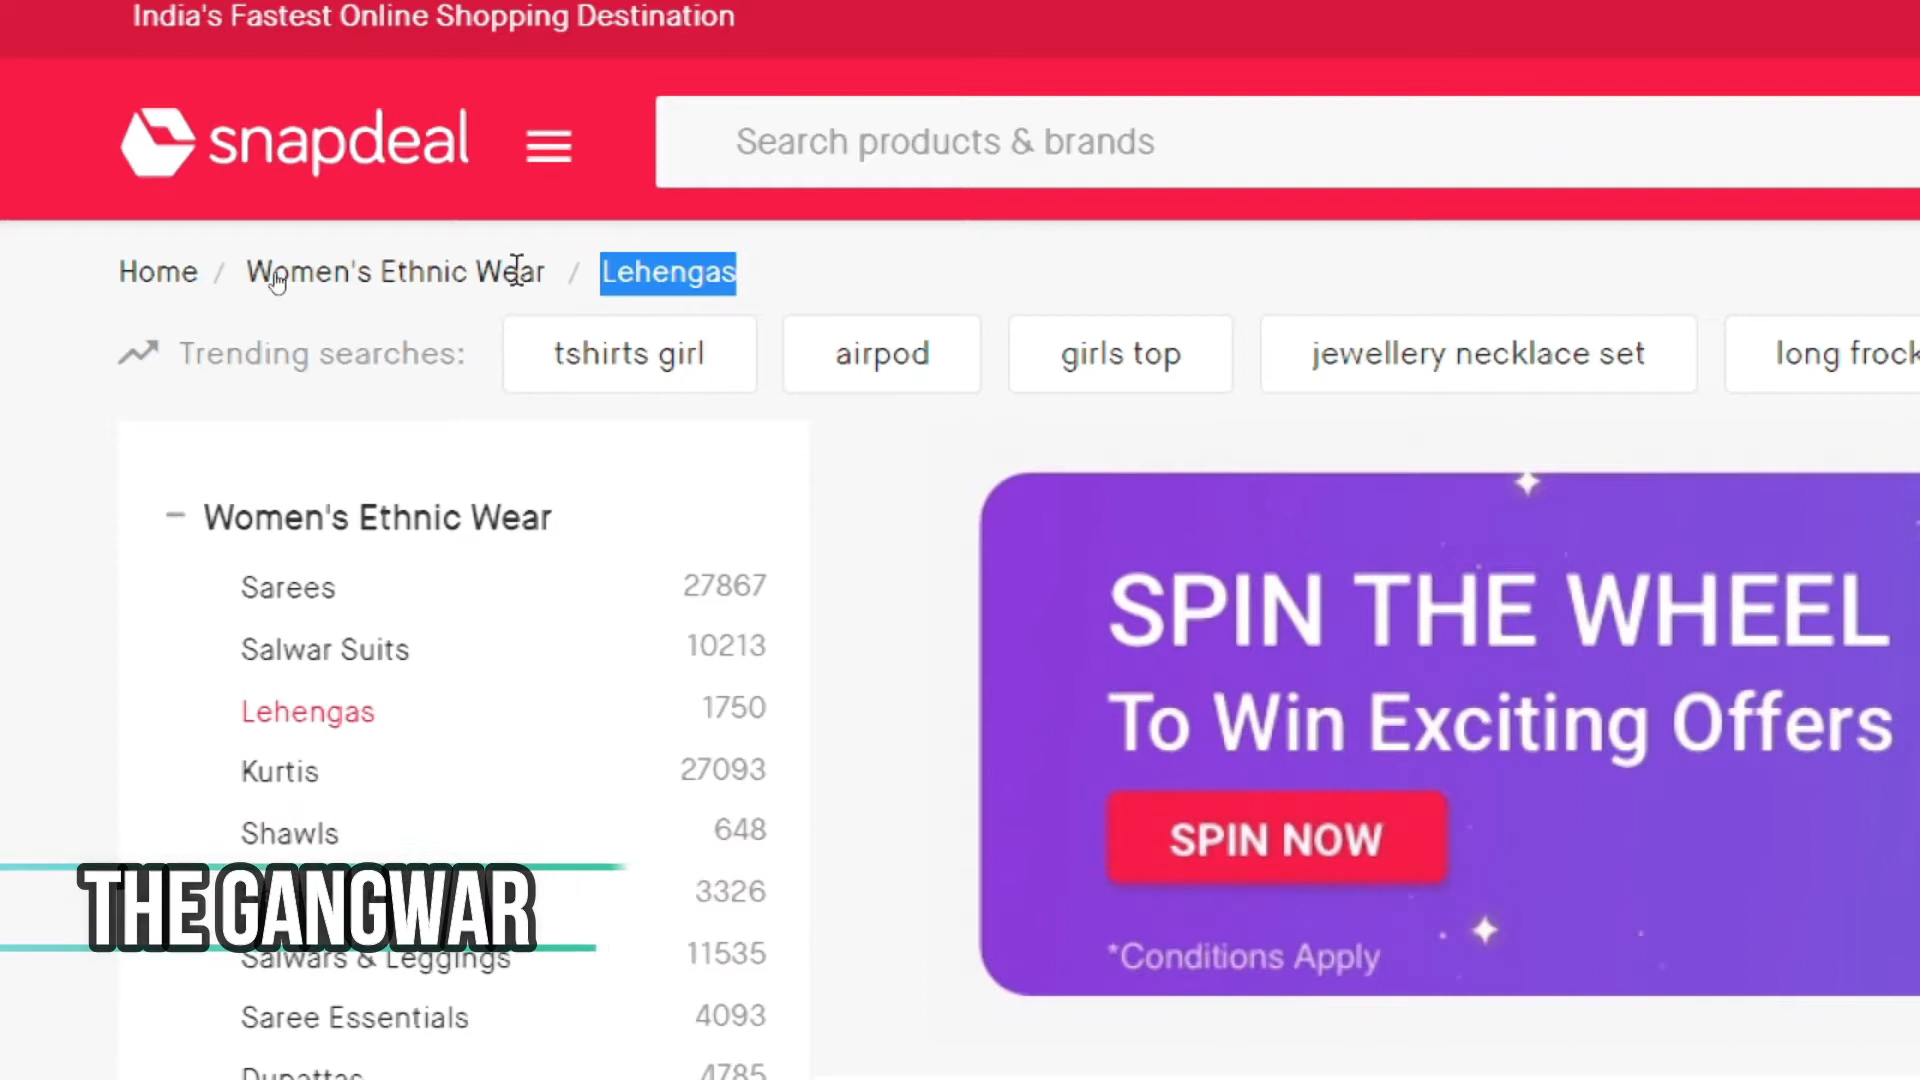 India's Fastest Online Shopping Destination
snapdeal
Search products & brands
Home / Women's Ethnic Wear / Lehengas
Trending searches: tshirts girl airpod girls top jewellery necklace set long frock
Women's Ethnic Wear
Sarees 27867
Salwar Suits 10213
Lehengas 1750
Kurtis 27093
Shawls 648
3326
Salwars & Leggings 11535
Saree Essentials 4093
Dupattas 4785
SPIN THE WHEEL
To Win Exciting Offers
SPIN NOW
*Conditions Apply
THE GANGWAR